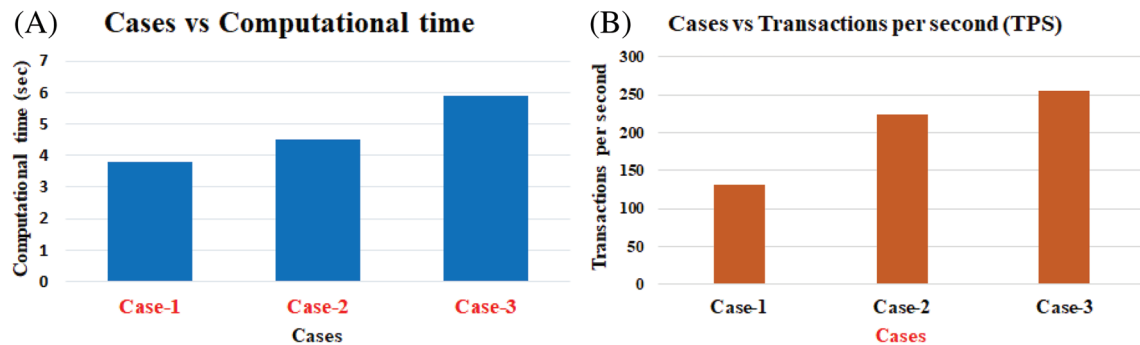 (A) Cases vs Computational time
Computational time (sec)
7
6
5
4
3
2
1
0
Case-1 Case-2 Case-3
Cases
(B) Cases vs Transactions per second (TPS)
Transactions per second
300
250
200
150
100
50
0
Case-1 Case-2 Case-3
Cases